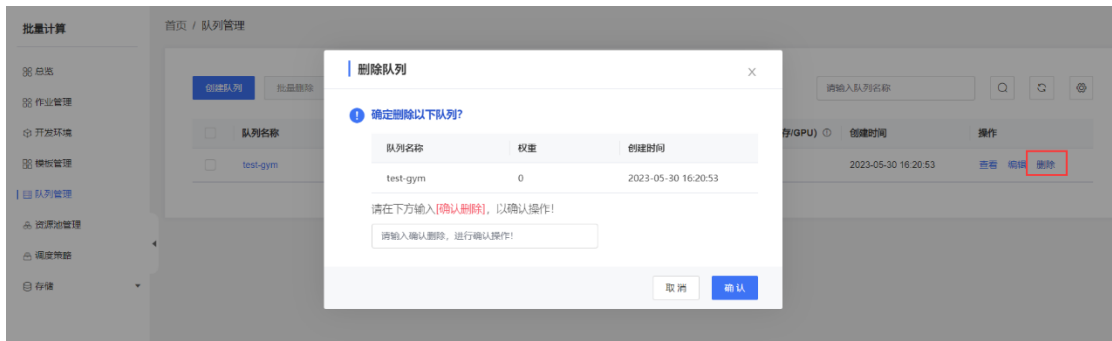 批量计算
首页 / 队列管理
总览
作业管理
开发环境
模板管理
队列管理
资源池管理
调度策略
存储
创建队列
批量删除
请输入队列名称
队列名称
存/GPU)
创建时间
操作
test-gym
2023-05-30 16:20:53
查看 编辑 删除
删除队列
确定删除以下队列?
队列名称 权重 创建时间
test-gym 0 2023-05-30 16:20:53
请在下方输入[确认删除], 以确认操作!
请输入确认删除, 进行确认操作!
取消 确认